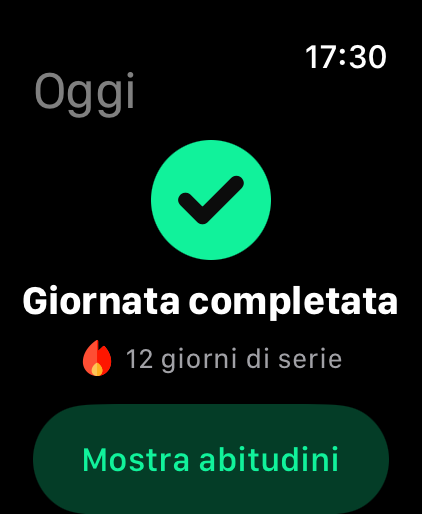 17:30
Oggi
Giornata completata
12 giorni di serie
Mostra abitudini